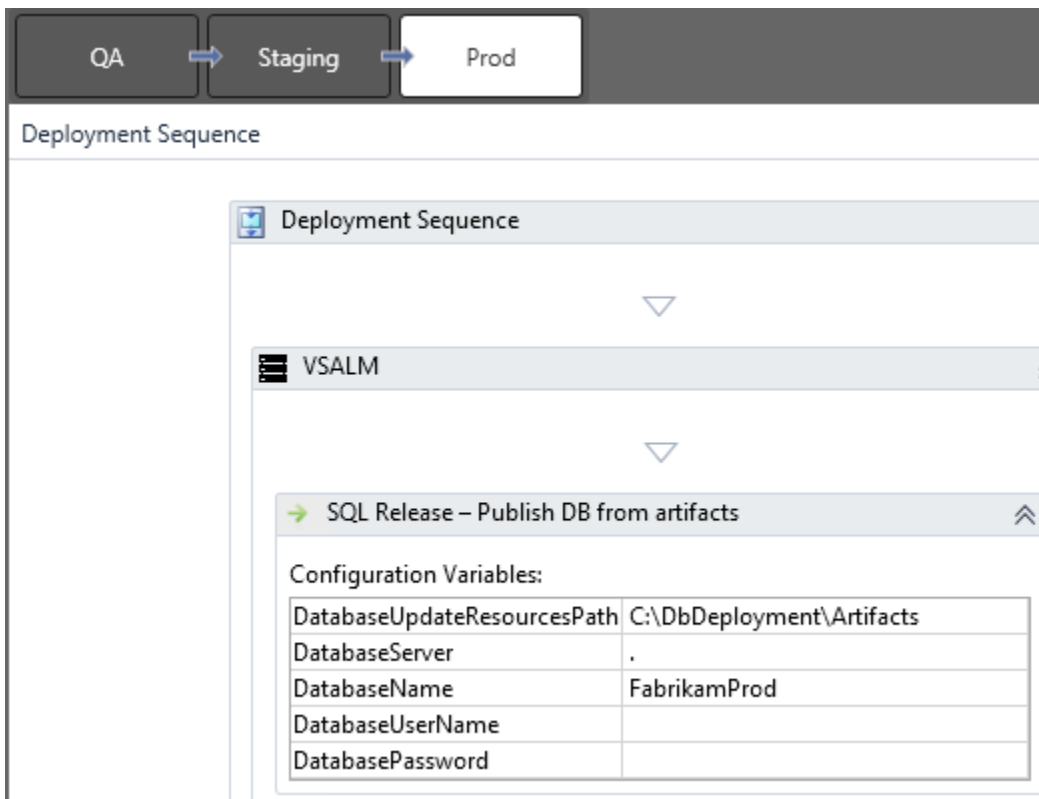 QA Staging Prod
Deployment Sequence
Deployment Sequence
VSALM
SQL Release – Publish DB from artifacts
Configuration Variables:
DatabaseUpdateResourcesPath C:\DbDeployment\Artifacts
DatabaseServer .
DatabaseName FabrikamProd
DatabaseUserName
DatabasePassword